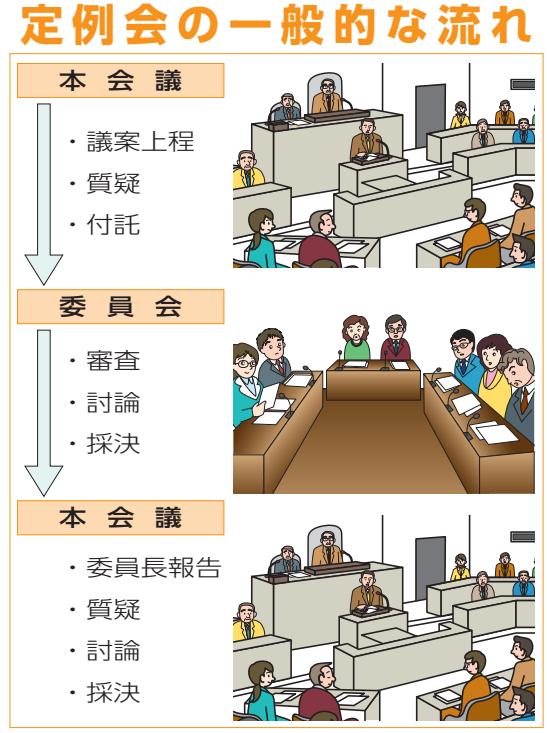 定例会の一般的な流れ
本会議
・議案上程
・質疑
・付託
委員会
・審査
・討論
・採決
本会議
・委員長報告
・質疑
・討論
・採決